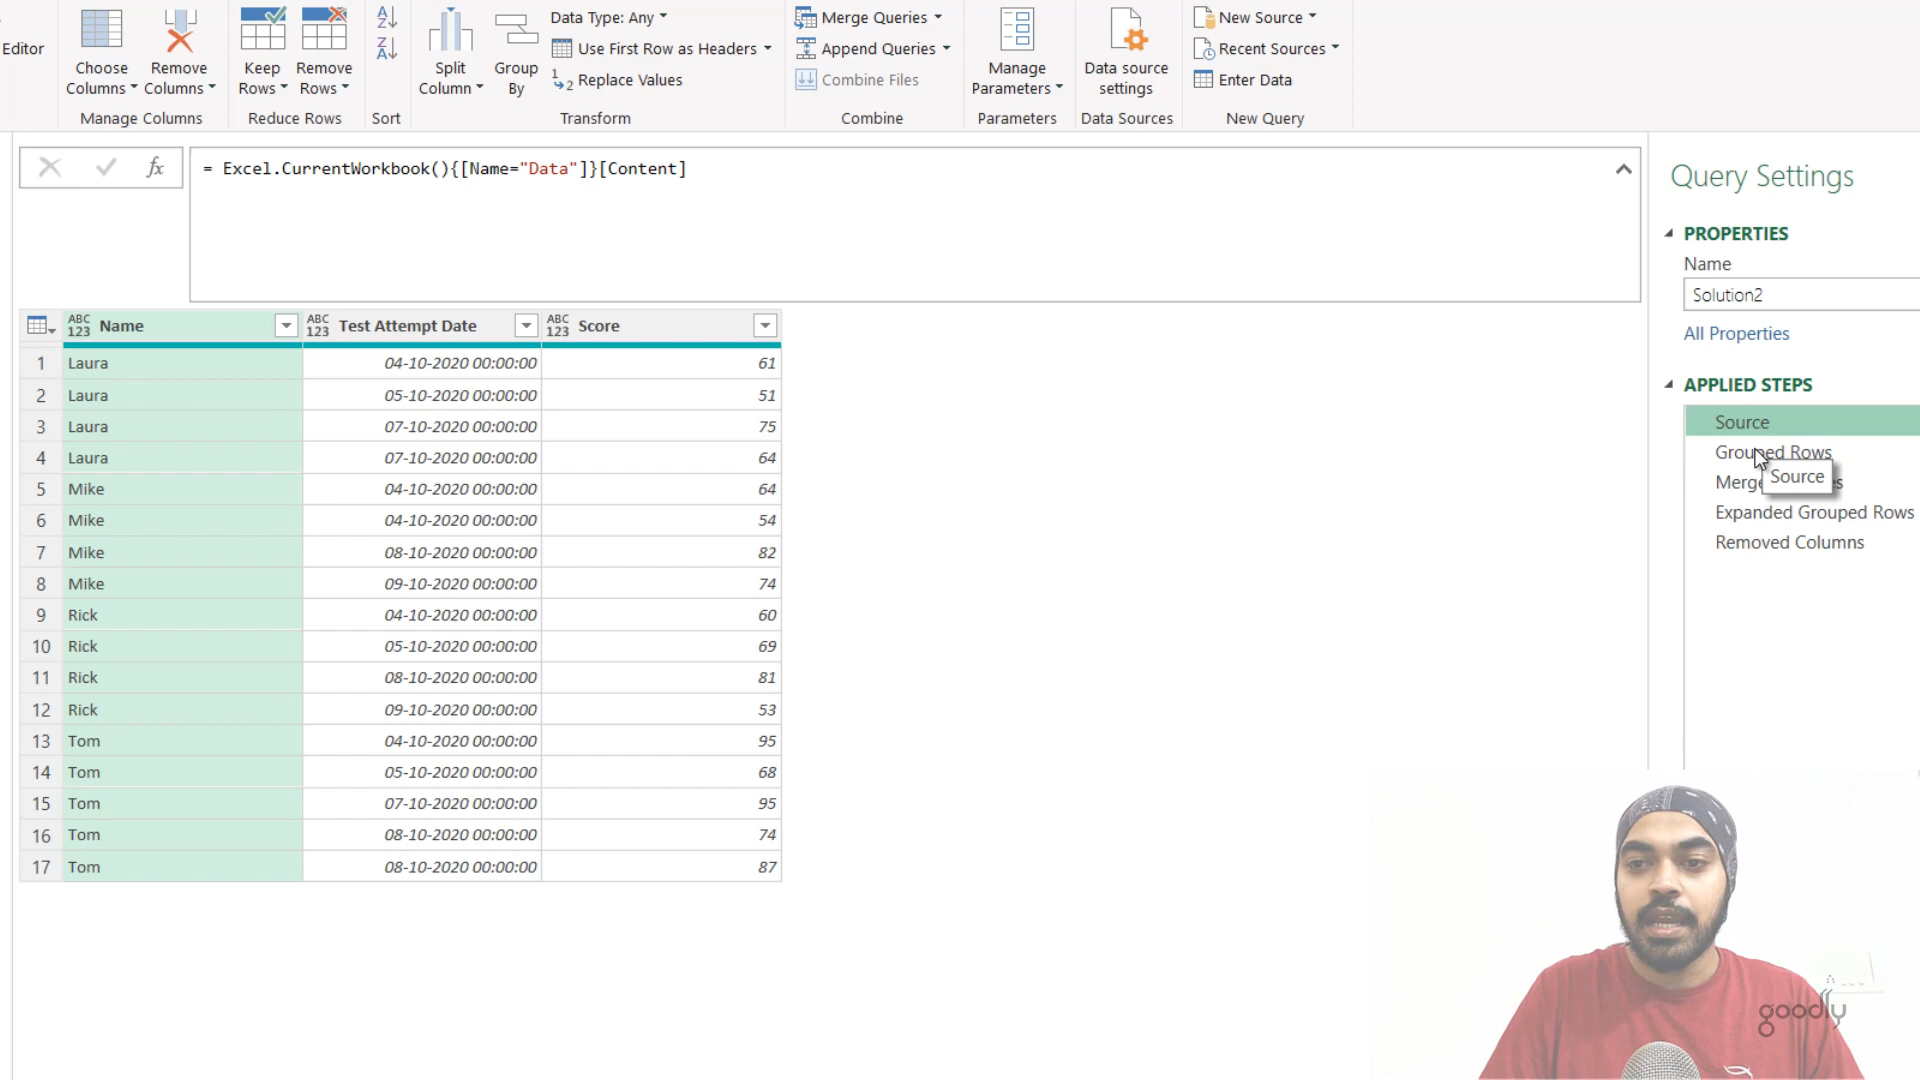 Editor
Choose Columns
Remove Columns
Manage Columns
Keep Rows
Remove Rows
Reduce Rows
A Z
Z A
Sort
Split Column
Group By
Data Type: Any
Use First Row as Headers
1 2 Replace Values
Transform
Merge Queries
Append Queries
Combine Files
Combine
Manage Parameters
Parameters
Data source settings
Data Sources
New Source
Recent Sources
Enter Data
New Query
fx
= Excel.CurrentWorkbook(){[Name="Data"]}[Content]
ABC 123 Name ABC 123 Test Attempt Date ABC 123 Score
1 Laura 04-10-2020 00:00:00 61
2 Laura 05-10-2020 00:00:00 51
3 Laura 07-10-2020 00:00:00 75
4 Laura 07-10-2020 00:00:00 64
5 Mike 04-10-2020 00:00:00 64
6 Mike 04-10-2020 00:00:00 54
7 Mike 08-10-2020 00:00:00 82
8 Mike 09-10-2020 00:00:00 74
9 Rick 04-10-2020 00:00:00 60
10 Rick 05-10-2020 00:00:00 69
11 Rick 08-10-2020 00:00:00 81
12 Rick 09-10-2020 00:00:00 53
13 Tom 04-10-2020 00:00:00 95
14 Tom 05-10-2020 00:00:00 68
15 Tom 07-10-2020 00:00:00 95
16 Tom 08-10-2020 00:00:00 74
17 Tom 08-10-2020 00:00:00 87
Query Settings
PROPERTIES
Name
Solution2
All Properties
APPLIED STEPS
Source
Grouped Rows
Source
Expanded Grouped Rows
Removed Columns
goodly